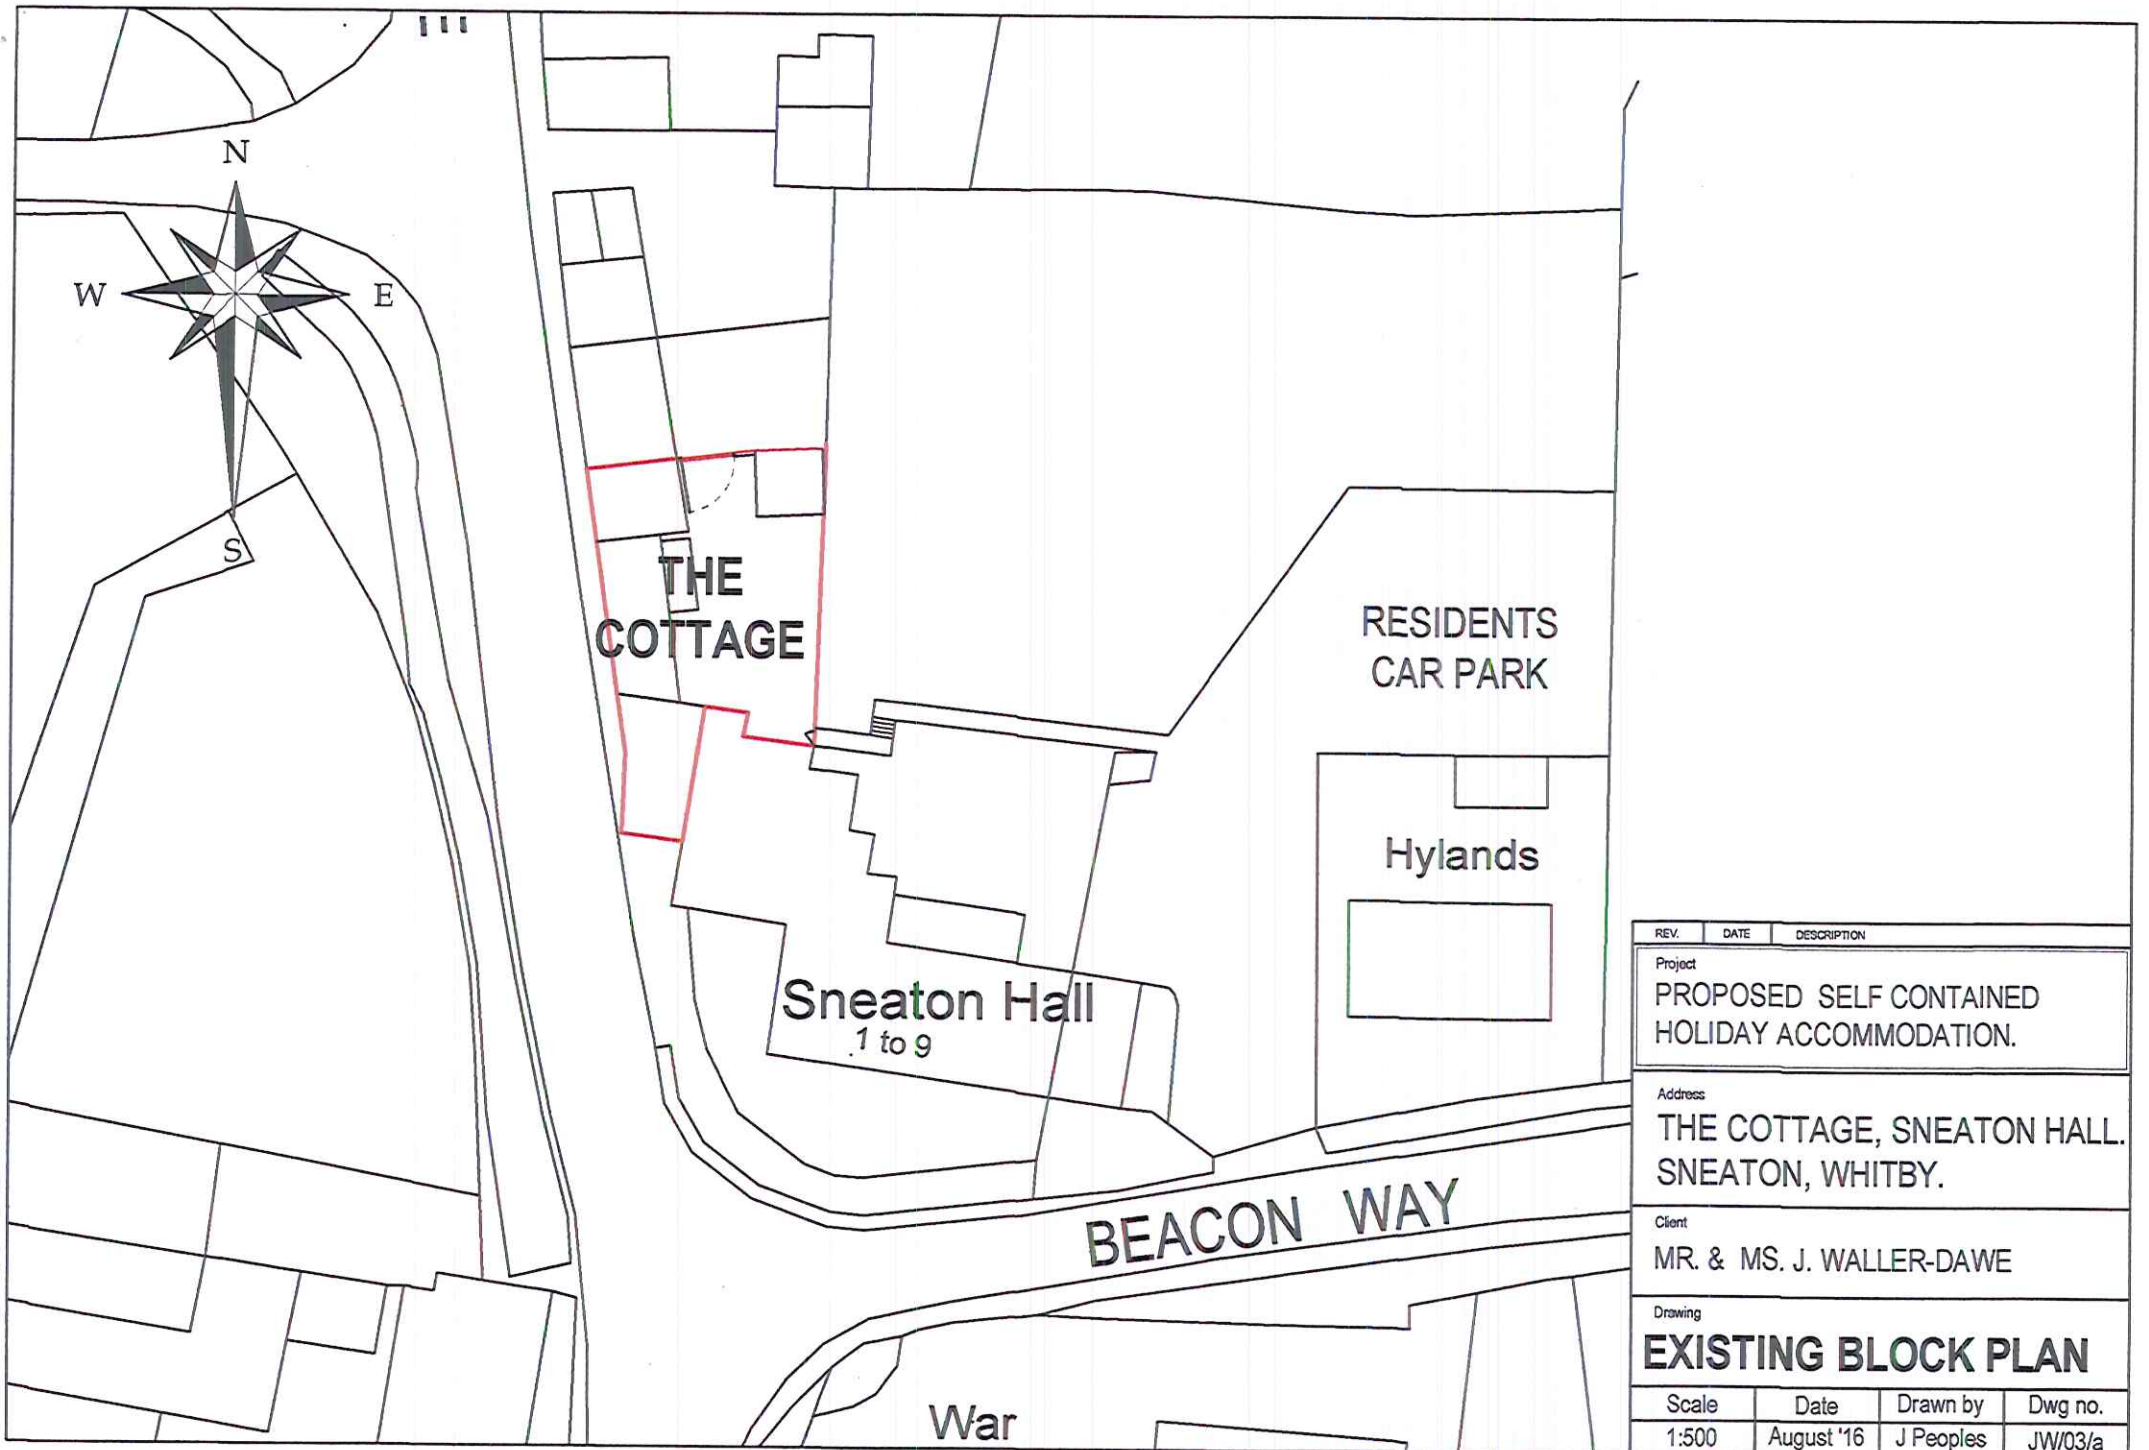 N
W
E
S
THE
COTTAGE
RESIDENTS
CAR PARK
Hylands
Sneaton Hall
1 to 9
BEACON WAY
War
REV. DATE DESCRIPTION
Project
PROPOSED SELF CONTAINED
HOLIDAY ACCOMMODATION.
Address
THE COTTAGE, SNEATON HALL.
SNEATON, WHITBY.
Client
MR. & MS. J. WALLER-DAWE
Drawing
EXISTING BLOCK PLAN
Scale Date Drawn by Dwg no.
1:500 August '16 J Peoples JW/03/a